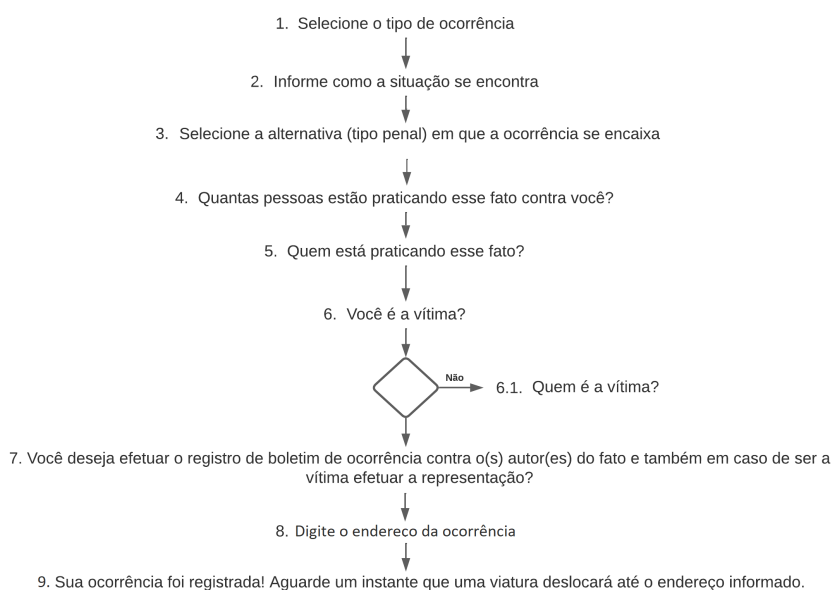 1. Selecione o tipo de ocorrência
2. Informe como a situação se encontra
3. Selecione a alternativa (tipo penal) em que a ocorrência se encaixa
4. Quantas pessoas estão praticando esse fato contra você?
5. Quem está praticando esse fato?
6. Você é a vítima?
Não
6.1. Quem é a vítima?
7. Você deseja efetuar o registro de boletim de ocorrência contra o(s) autor(es) do fato e também em caso de ser a
vítima efetuar a representação?
8. Digite o endereço da ocorrência
9. Sua ocorrência foi registrada! Aguarde um instante que uma viatura deslocará até o endereço informado.